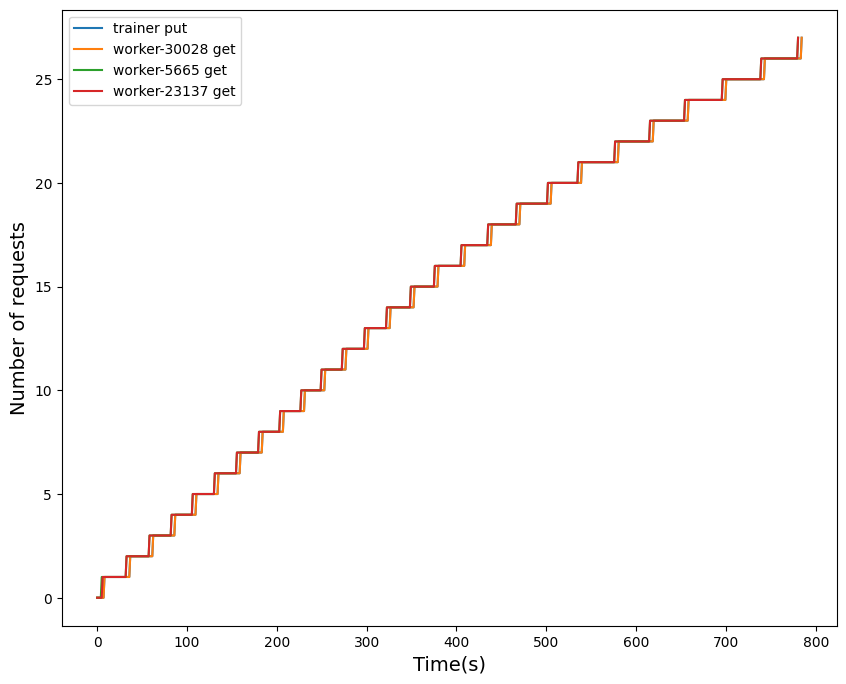 trainer put
worker-30028 get
worker-5665 get
worker-23137 get
Number of requests
25
20
15
10
5
0
0 100 200 300 400 500 600 700 800
Time(s)